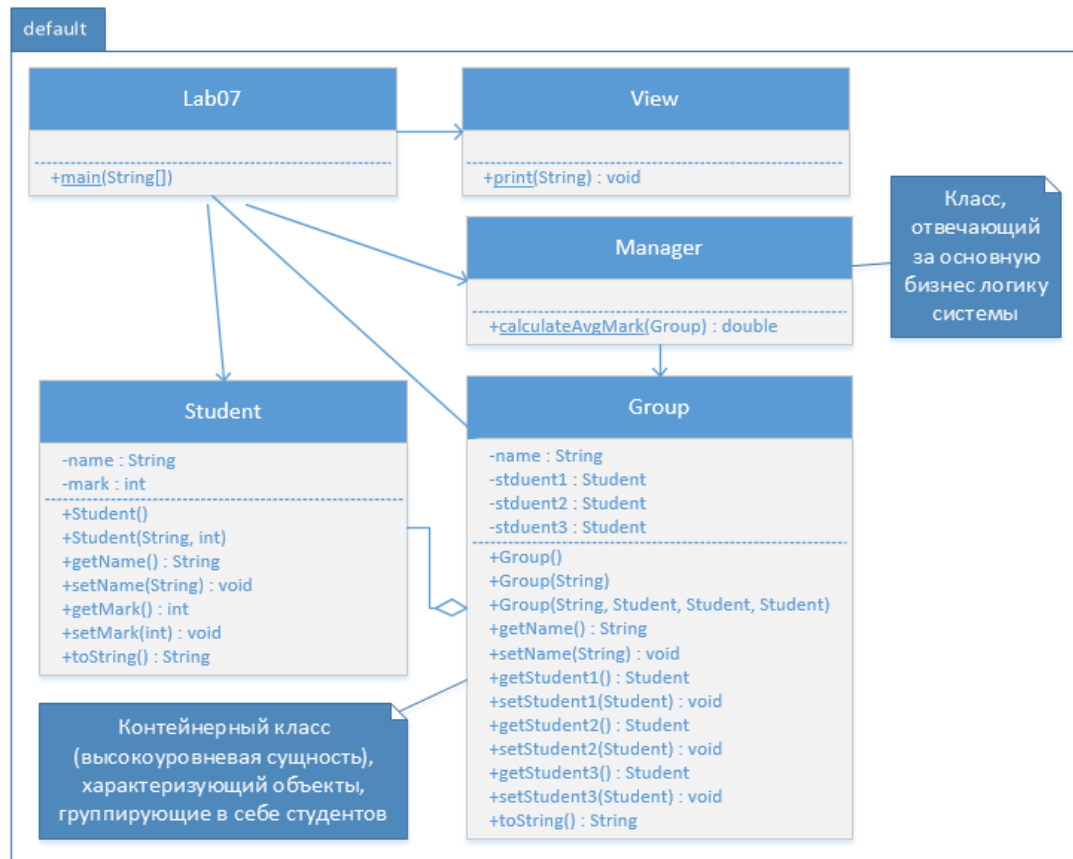 default
Lab07
+main(String[])
View
+print(String) : void
Manager
+calculateAvgMark(Group) : double
Класс,
отвечающий
за основную
бизнес логику
системы
Student
-name : String
-mark : int
+Student()
+Student(String, int)
+getName() : String
+setName(String) : void
+getMark() : int
+setMark(int) : void
+toString() : String
Group
-name : String
-stduent1 : Student
-stduent2 : Student
-stduent3 : Student
+Group()
+Group(String)
+Group(String, Student, Student, Student)
+getName() : String
+setName(String) : void
+getStudent1() : Student
+setStudent1(Student) : void
+getStudent2() : Student
+setStudent2(Student) : void
+getStudent3() : Student
+setStudent3(Student) : void
+toString() : String
Контейнерный класс
(высокоуровневая сущность),
характеризующий объекты,
группирующие в себе студентов